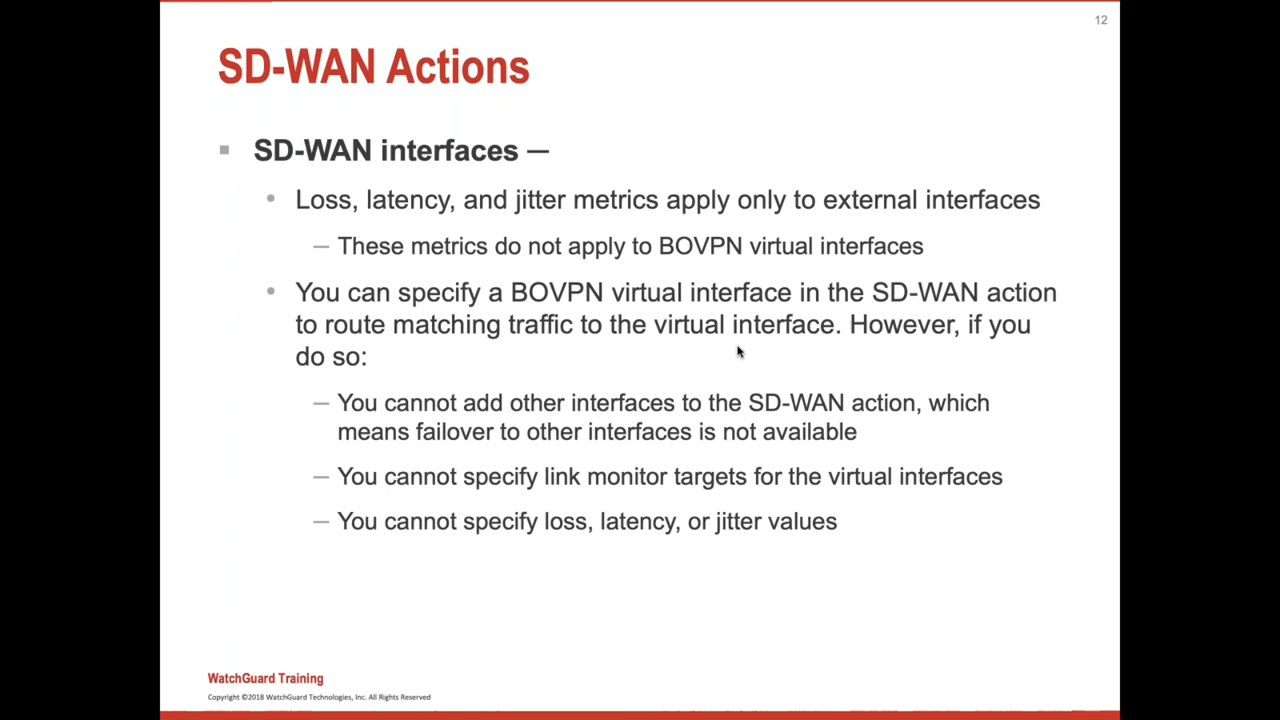 12
SD-WAN Actions
▪ SD-WAN interfaces —
• Loss, latency, and jitter metrics apply only to external interfaces
— These metrics do not apply to BOVPN virtual interfaces
• You can specify a BOVPN virtual interface in the SD-WAN action
to route matching traffic to the virtual interface. However, if you
do so:
— You cannot add other interfaces to the SD-WAN action, which
means failover to other interfaces is not available
— You cannot specify link monitor targets for the virtual interfaces
— You cannot specify loss, latency, or jitter values
WatchGuard Training
Copyright ©2018 WatchGuard Technologies, Inc. All Rights Reserved